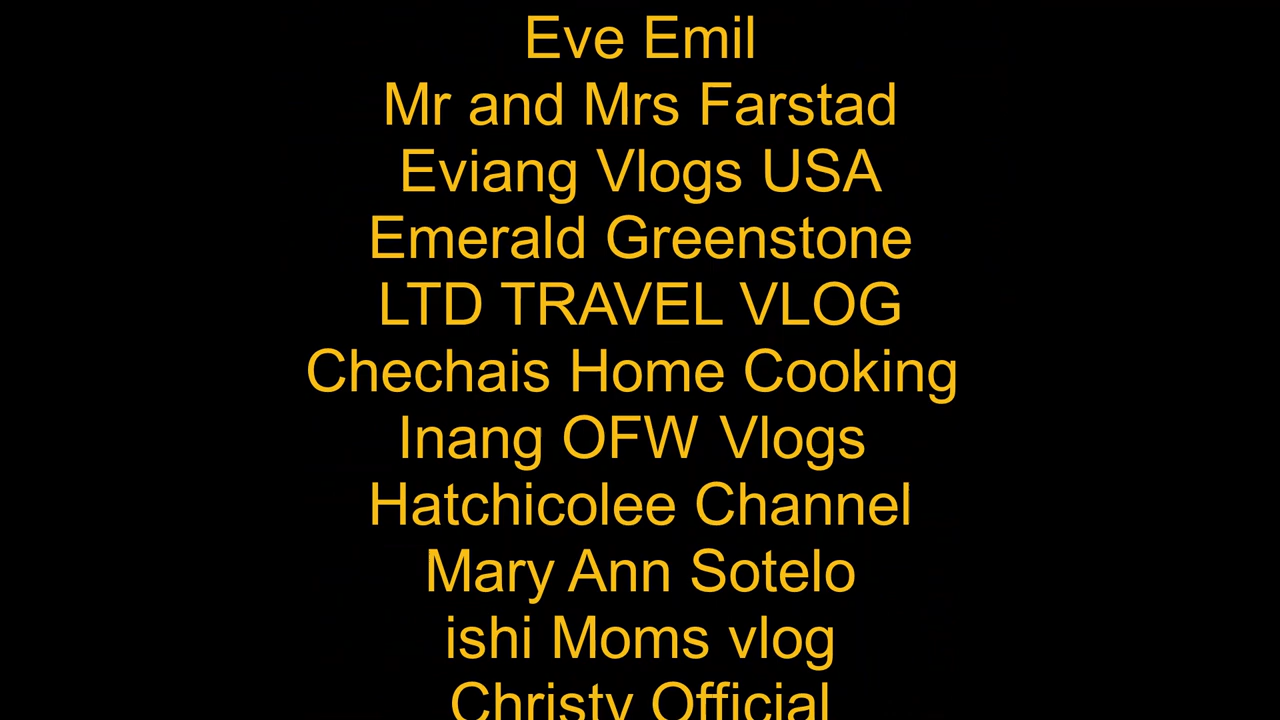 Eve Emil
Mr and Mrs Farstad
Eviang Vlogs USA
Emerald Greenstone
LTD TRAVEL VLOG
Chechais Home Cooking
Inang OFW Vlogs
Hatchicolee Channel
Mary Ann Sotelo
ishi Moms vlog
Christy Official